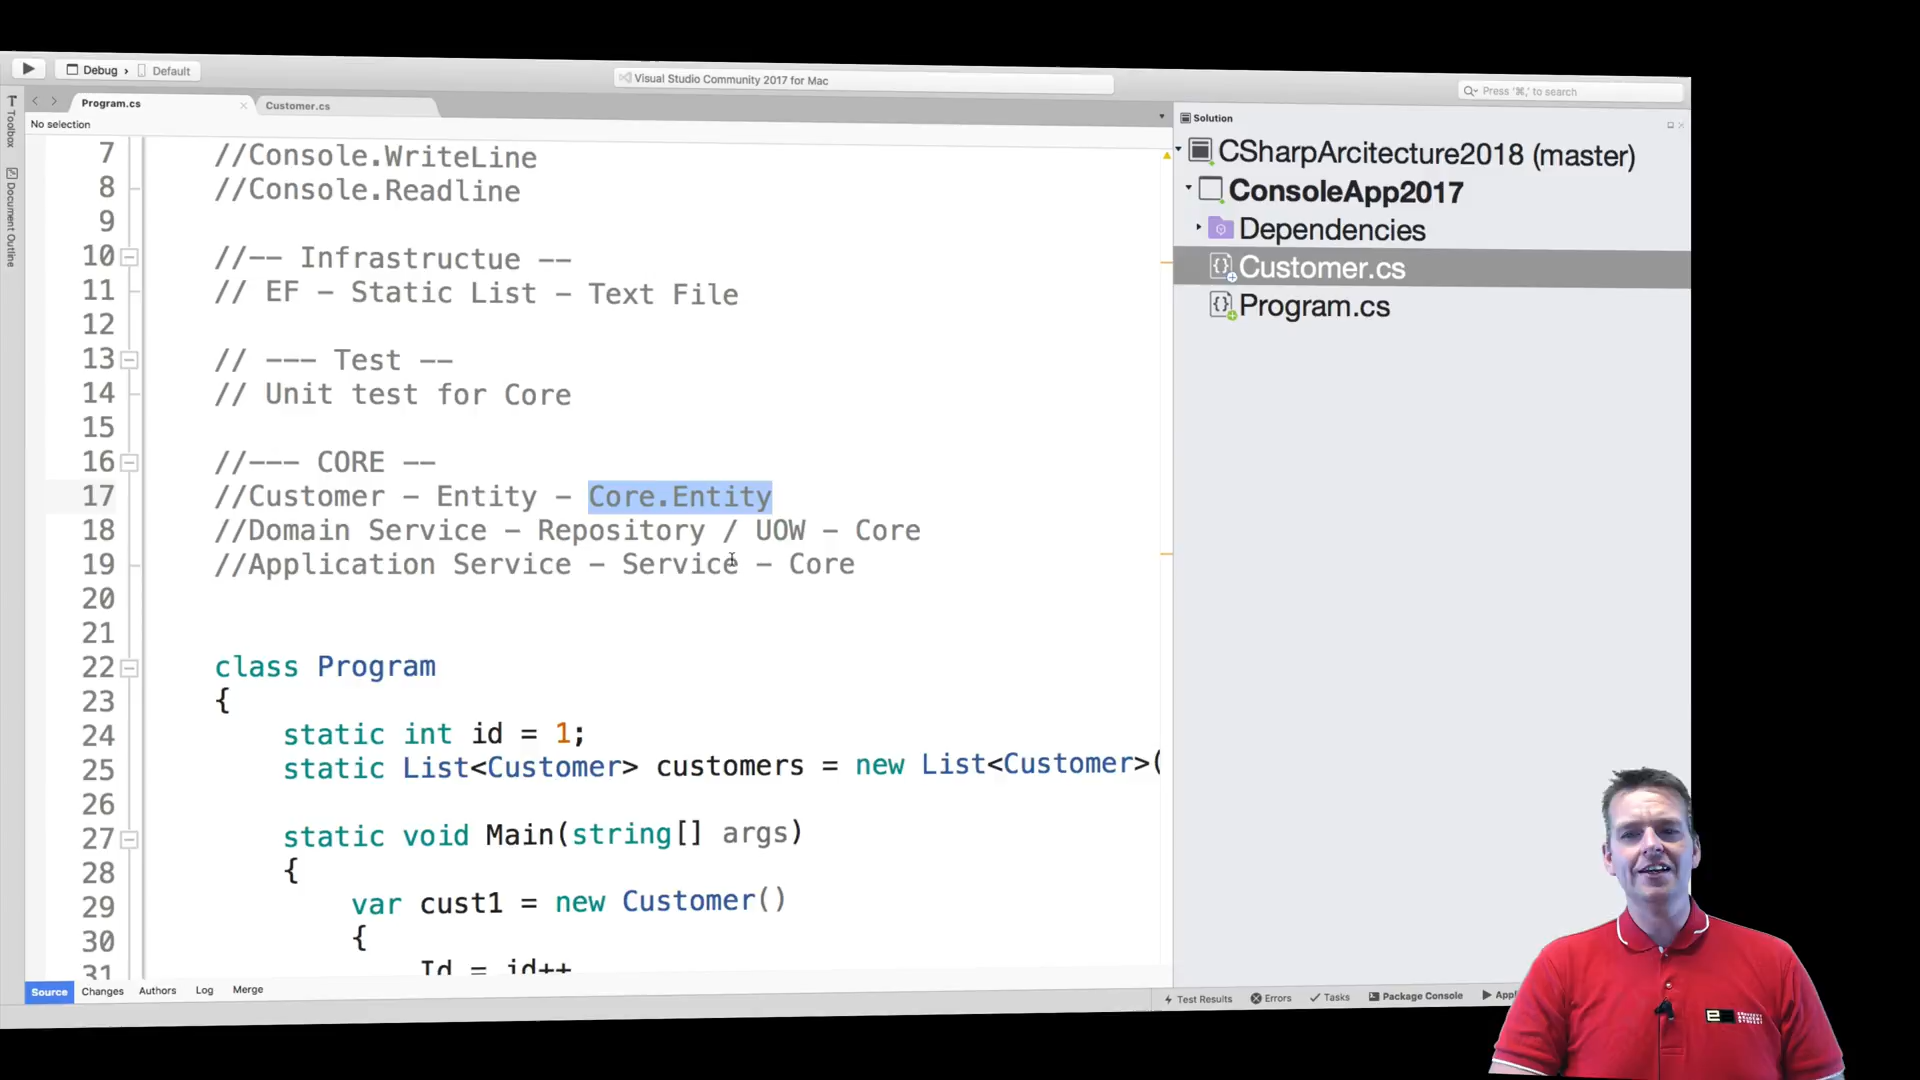 Debug › Default
Visual Studio Community 2017 for Mac
Press '⌘,' to search
Program.cs
Customer.cs
No selection
Toolbox
Document Outline
7 //Console.WriteLine
8 //Console.Readline
9
10 //-- Infrastructue --
11 // EF - Static List - Text File
12
13 // --- Test --
14 // Unit test for Core
15
16 //--- CORE --
17 //Customer - Entity - Core.Entity
18 //Domain Service - Repository / UOW - Core
19 //Application Service - Service - Core
20
21
22 class Program
23 {
24 static int id = 1;
25 static List<Customer> customers = new List<Customer>(
26
27 static void Main(string[] args)
28 {
29 var cust1 = new Customer()
30 {
31 Id = id++
Solution
CSharpArcitecture2018 (master)
ConsoleApp2017
Dependencies
Customer.cs
Program.cs
Source Changes Authors Log Merge
Test Results Errors Tasks Package Console Appl